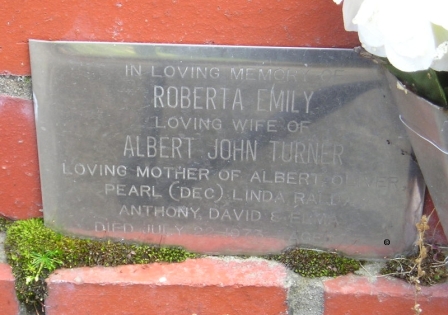 IN LOVING MEMORY OF
ROBERTA EMILY
LOVING WIFE OF
ALBERT JOHN TURNER
LOVING MOTHER OF ALBERT,
PEARL (DEC) LINDA
ANTHONY, DAVID &
DIED JULY